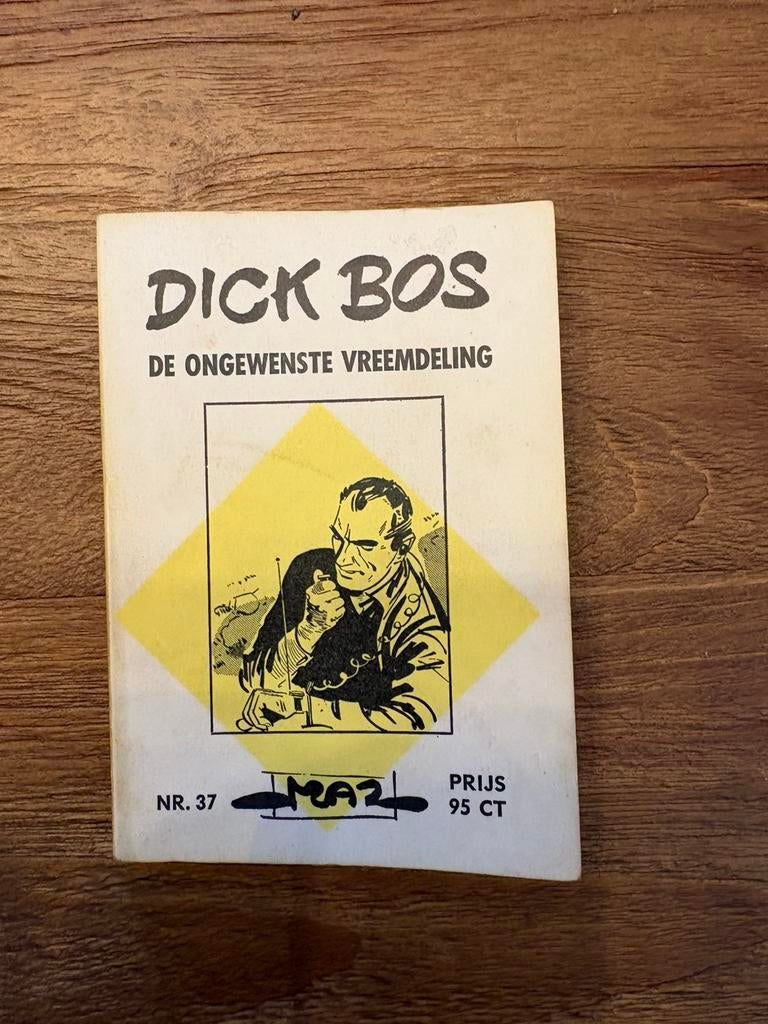 DICK BOS
DE ONGEWENSTE VREEMDELING
NR. 37
MAZ
PRIJS
95 CT